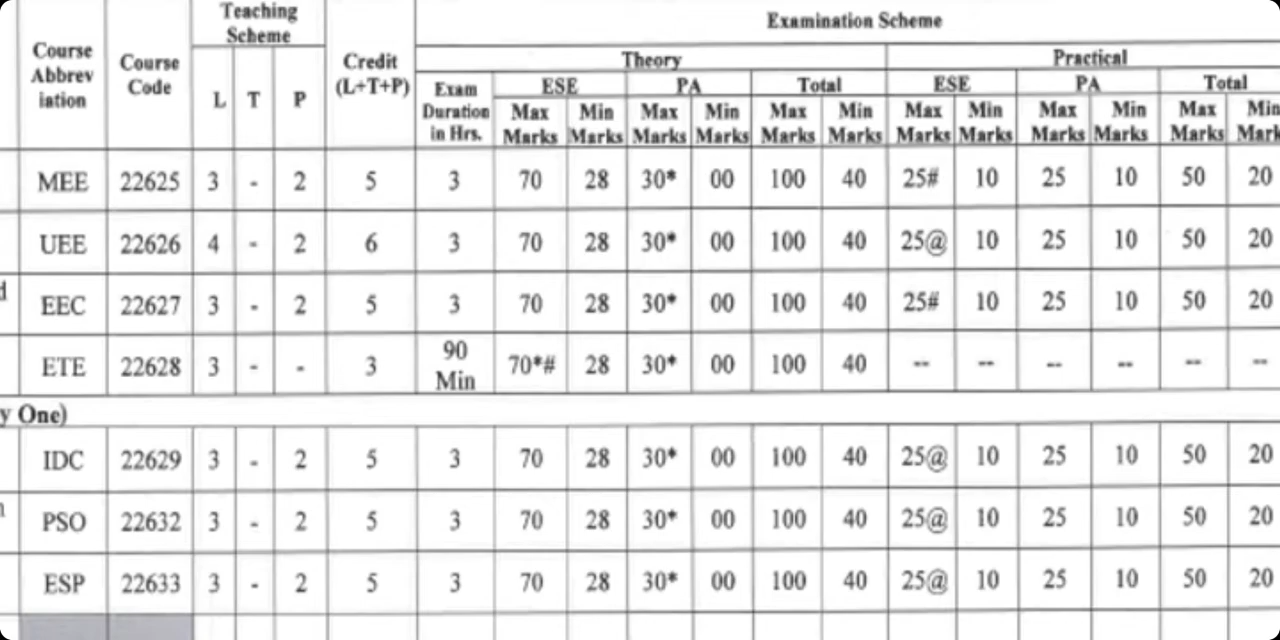 Teaching Scheme Examination Scheme
Course Abbrev iation Course Code L T P Credit (L+T+P) Theory Practical
Exam Duration in Hrs. ESE PA Total ESE PA Total
Max Marks Min Marks Max Marks Min Marks Max Marks Min Marks Max Marks Min Marks Max Marks Min Marks Max Marks
MEE 22625 3 - 2 5 3 70 28 30* 00 100 40 25# 10 25 10 50 20
UEE 22626 4 - 2 6 3 70 28 30* 00 100 40 25@ 10 25 10 50 20
EEC 22627 3 - 2 5 3 70 28 30* 00 100 40 25# 10 25 10 50 20
ETE 22628 3 - - 3 90 Min 70*# 28 30* 00 100 40 -- -- -- -- -- --
y One)
IDC 22629 3 - 2 5 3 70 28 30* 00 100 40 25@ 10 25 10 50 20
PSO 22632 3 - 2 5 3 70 28 30* 00 100 40 25@ 10 25 10 50 20
ESP 22633 3 - 2 5 3 70 28 30* 00 100 40 25@ 10 25 10 50 20